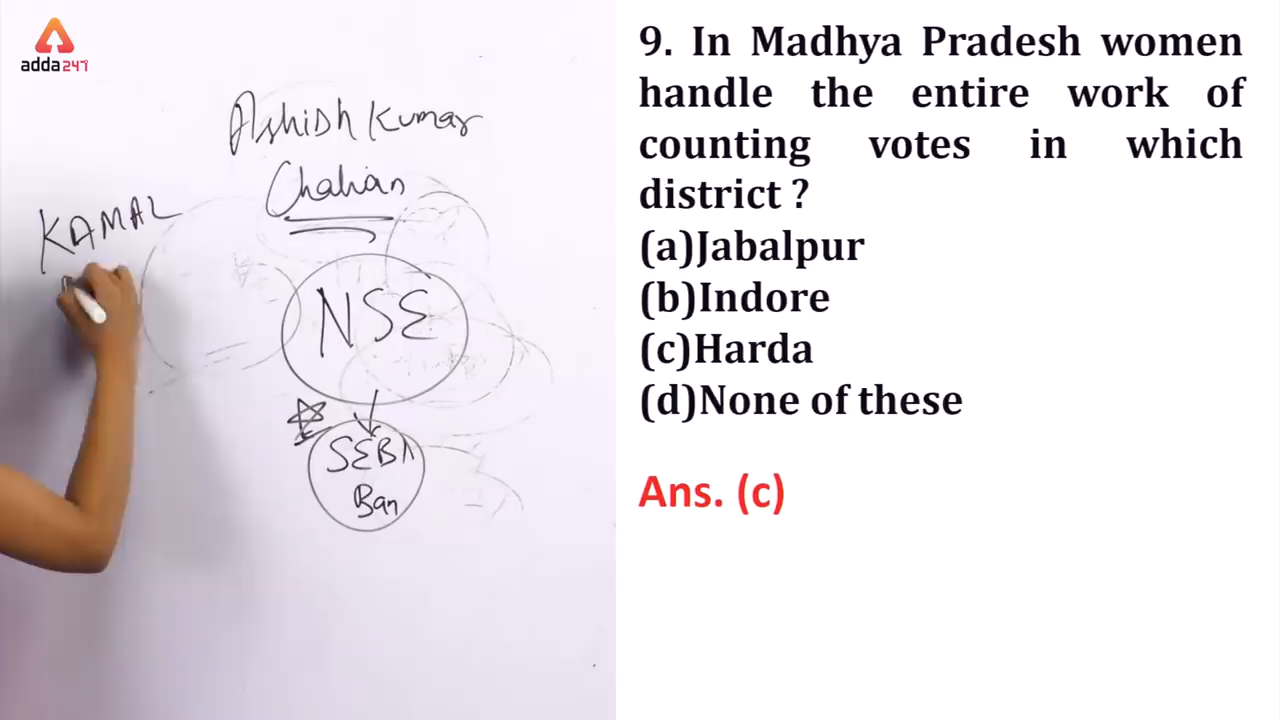 adda247
Ashish Kumar
Chahan
KAMAL
NSE
SEBI
Ban
9. In Madhya Pradesh women
handle the entire work of
counting votes in which
district ?
(a)Jabalpur
(b)Indore
(c)Harda
(d)None of these
Ans. (c)